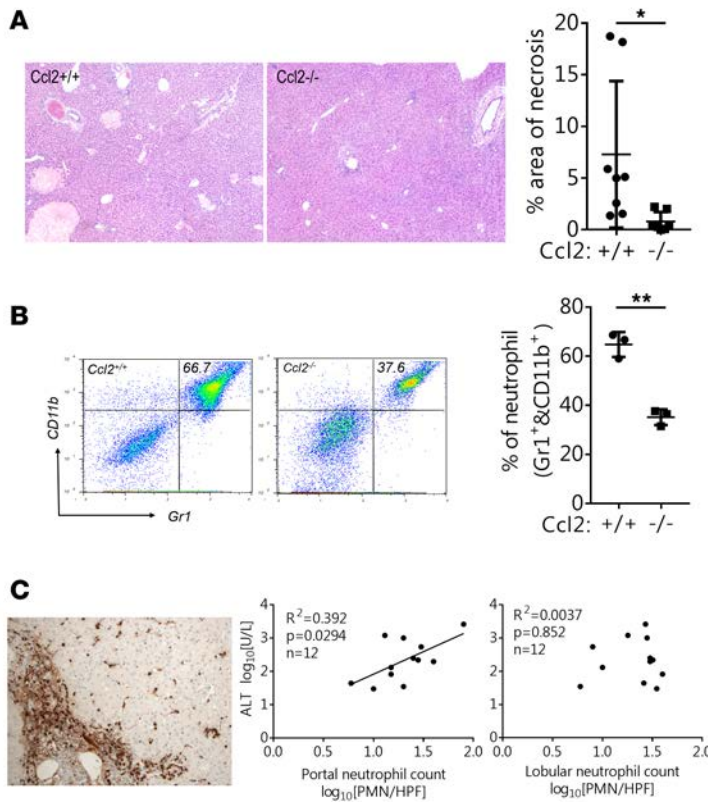 A
Ccl2+/+
Ccl2-/-
% area of necrosis
20
15
10
5
0
*
Ccl2: +/+ -/-
B
Ccl2+/+
66.7
Ccl2-/-
37.6
CD11b
Gr1
% of neutrophil
(Gr1+&CD11b+)
80
60
40
20
0
**
Ccl2: +/+ -/-
C
ALT log10[U/L]
4
3
2
1
0
R2=0.392
p=0.0294
n=12
0.0 0.5 1.0 1.5 2.0
Portal neutrophil count
log10[PMN/HPF]
4
3
2
1
0
R2=0.0037
p=0.852
n=12
0.0 0.5 1.0 1.5 2.0
Lobular neutrophil count
log10[PMN/HPF]